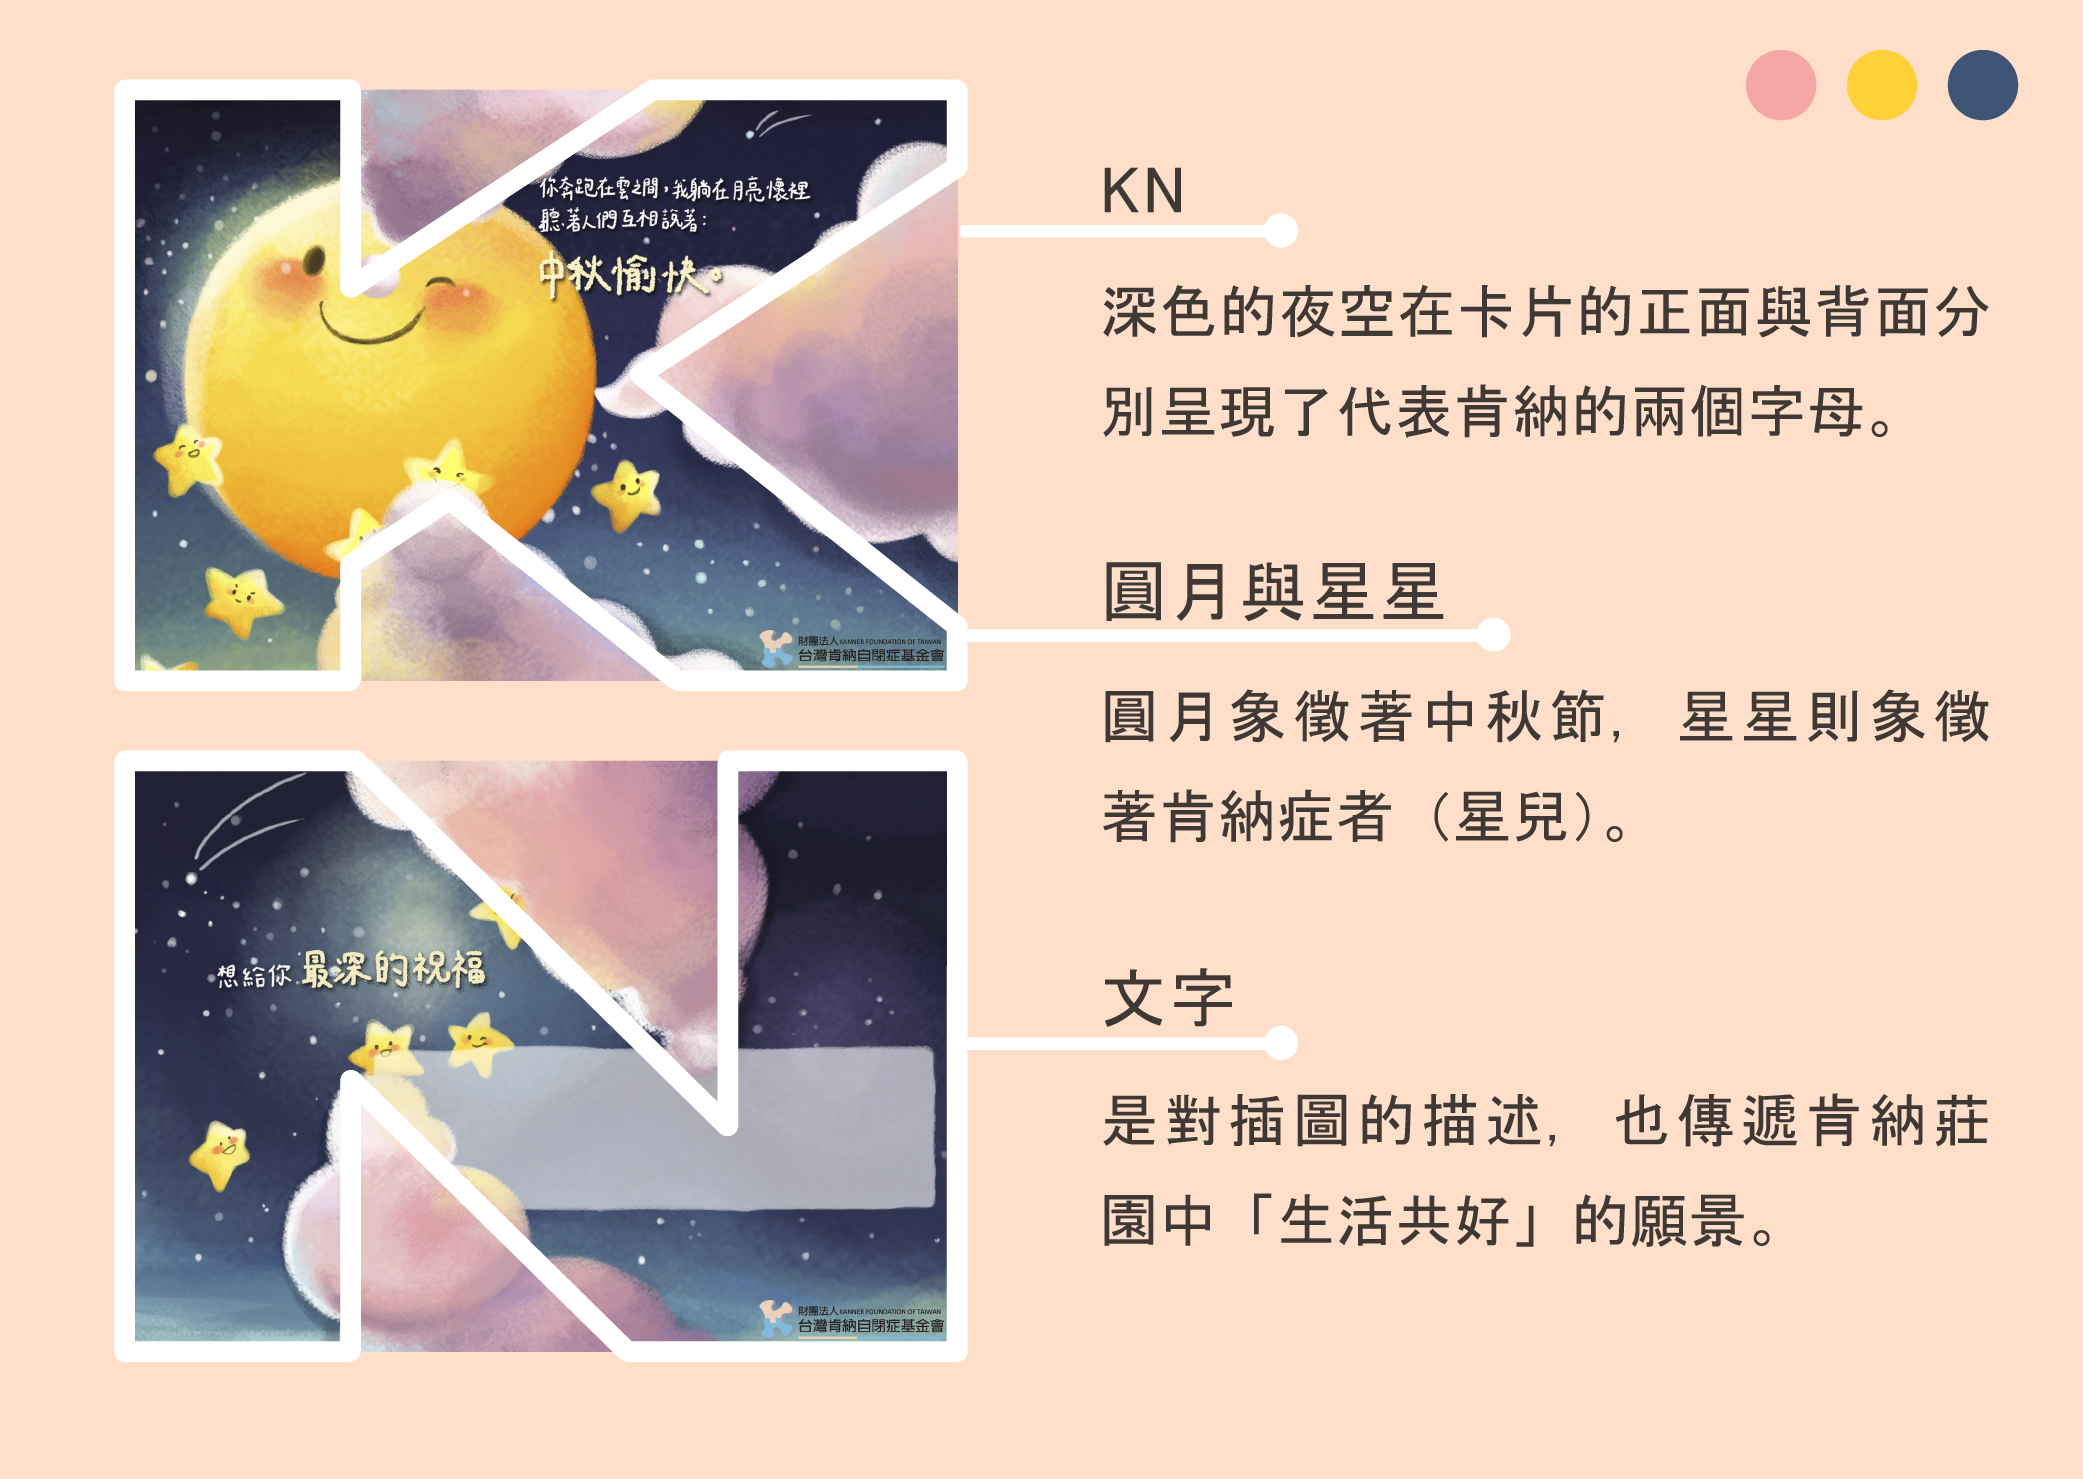 你奔跑在雲之間，我躺在月亮懷裡
聽著人們互相說著：
中秋愉快。
財團法人 KANNER FOUNDATION OF TAIWAN
台灣肯納自閉症基金會
想給你 最深的祝福
財團法人 KANNER FOUNDATION OF TAIWAN
台灣肯納自閉症基金會
KN
深色的夜空在卡片的正面與背面分
別呈現了代表肯納的兩個字母。
圓月與星星
圓月象徵著中秋節, 星星則象徵
著肯納症者（星兒）。
文字
是對插圖的描述, 也傳遞肯納莊
園中「生活共好」的願景。